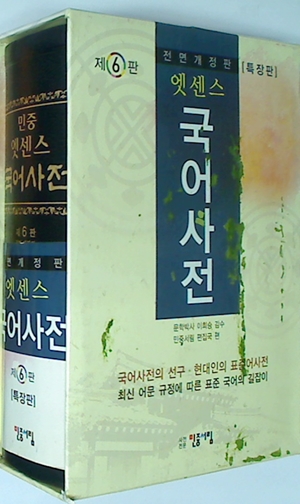 민중
엣센스
국어사전
제6판
전면개정판
엣센스
국어사전
제6판
[특장판]
민중서림
제6판
전면개정판
[특장판]
엣센스
국어사전
문학박사 이희승 감수
민중서림 편집국 편
국어사전의 선구·현대인의 표준어사전
최신 어문 규정에 따른 표준 국어의 길잡이
민중서림